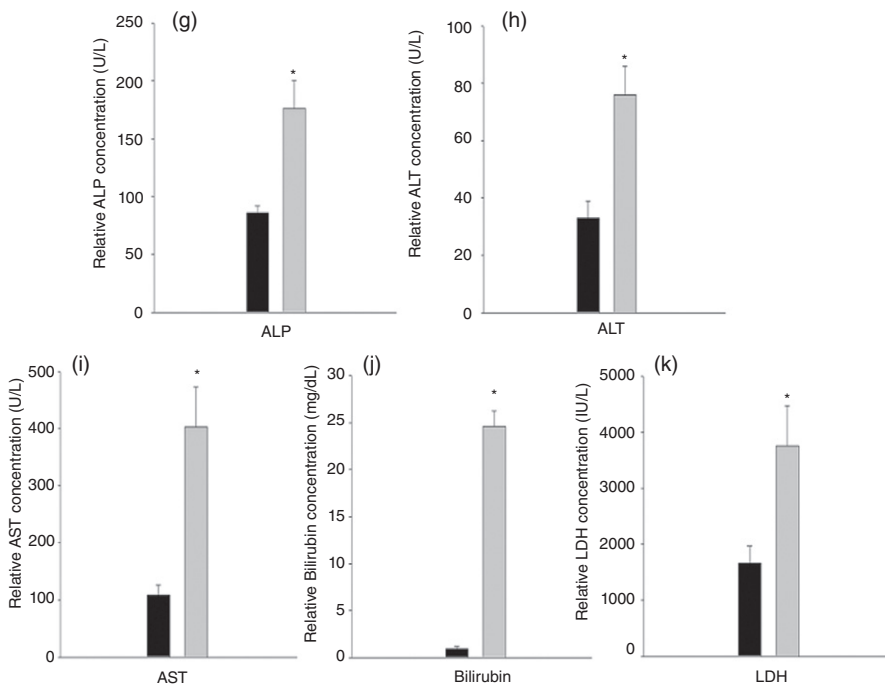 (g)
Relative ALP concentration (U/L)
250
200
150
100
50
0
*
ALP
(h)
Relative ALT concentration (U/L)
100
80
60
40
20
0
*
ALT
(i)
Relative AST concentration (U/L)
500
400
300
200
100
0
*
AST
(j)
Relative Bilirubin concentration (mg/dL)
30
25
20
15
10
5
0
*
Bilirubin
(k)
Relative LDH concentration (IU/L)
5000
4000
3000
2000
1000
0
*
LDH